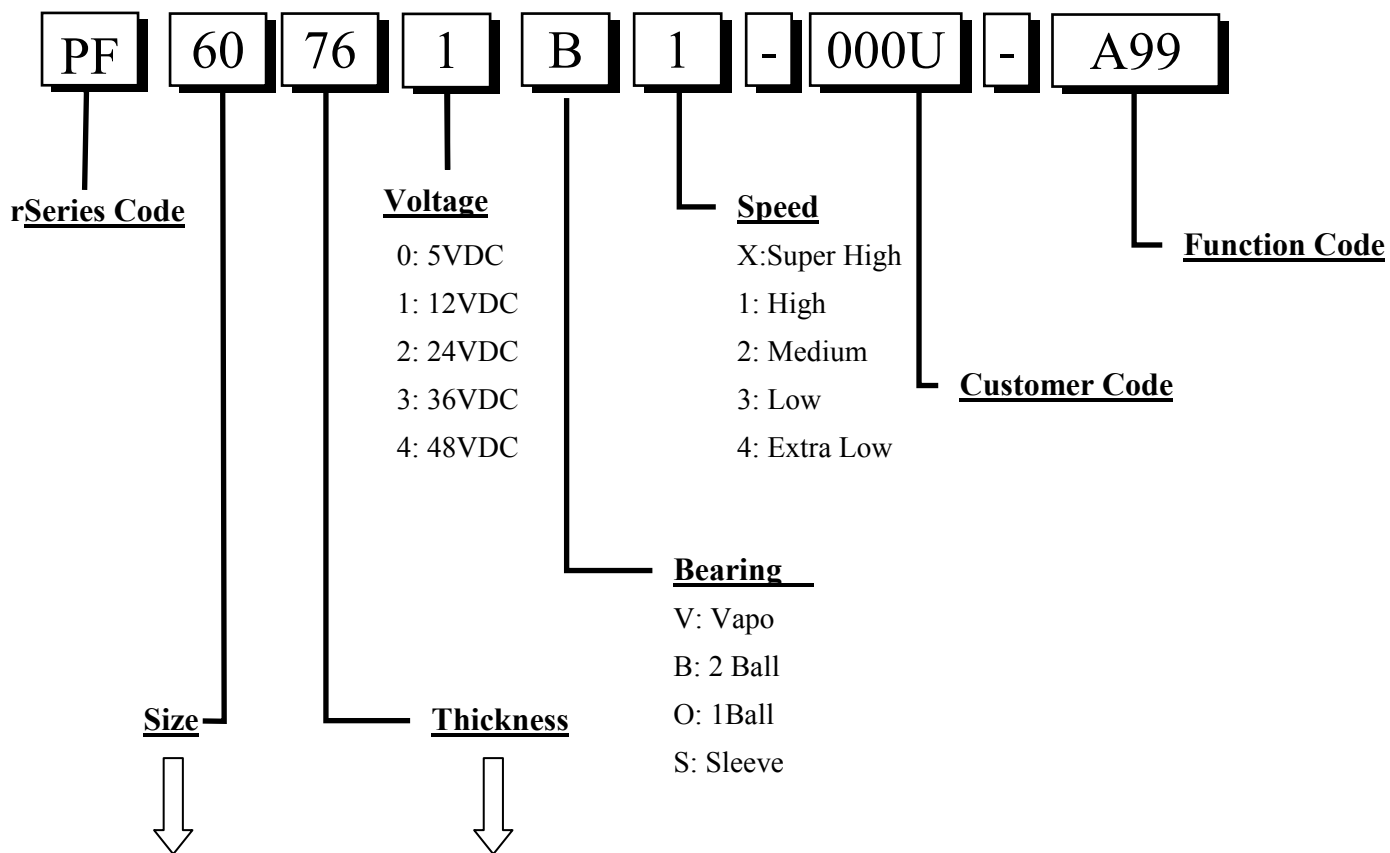 PF 60 76 1 B 1 - 000U - A99
rSeries Code
Voltage
0: 5VDC
1: 12VDC
2: 24VDC
3: 36VDC
4: 48VDC
Speed
X:Super High
1: High
2: Medium
3: Low
4: Extra Low
Function Code
Customer Code
Bearing
V: Vapo
B: 2 Ball
O: 1Ball
S: Sleeve
Size
Thickness